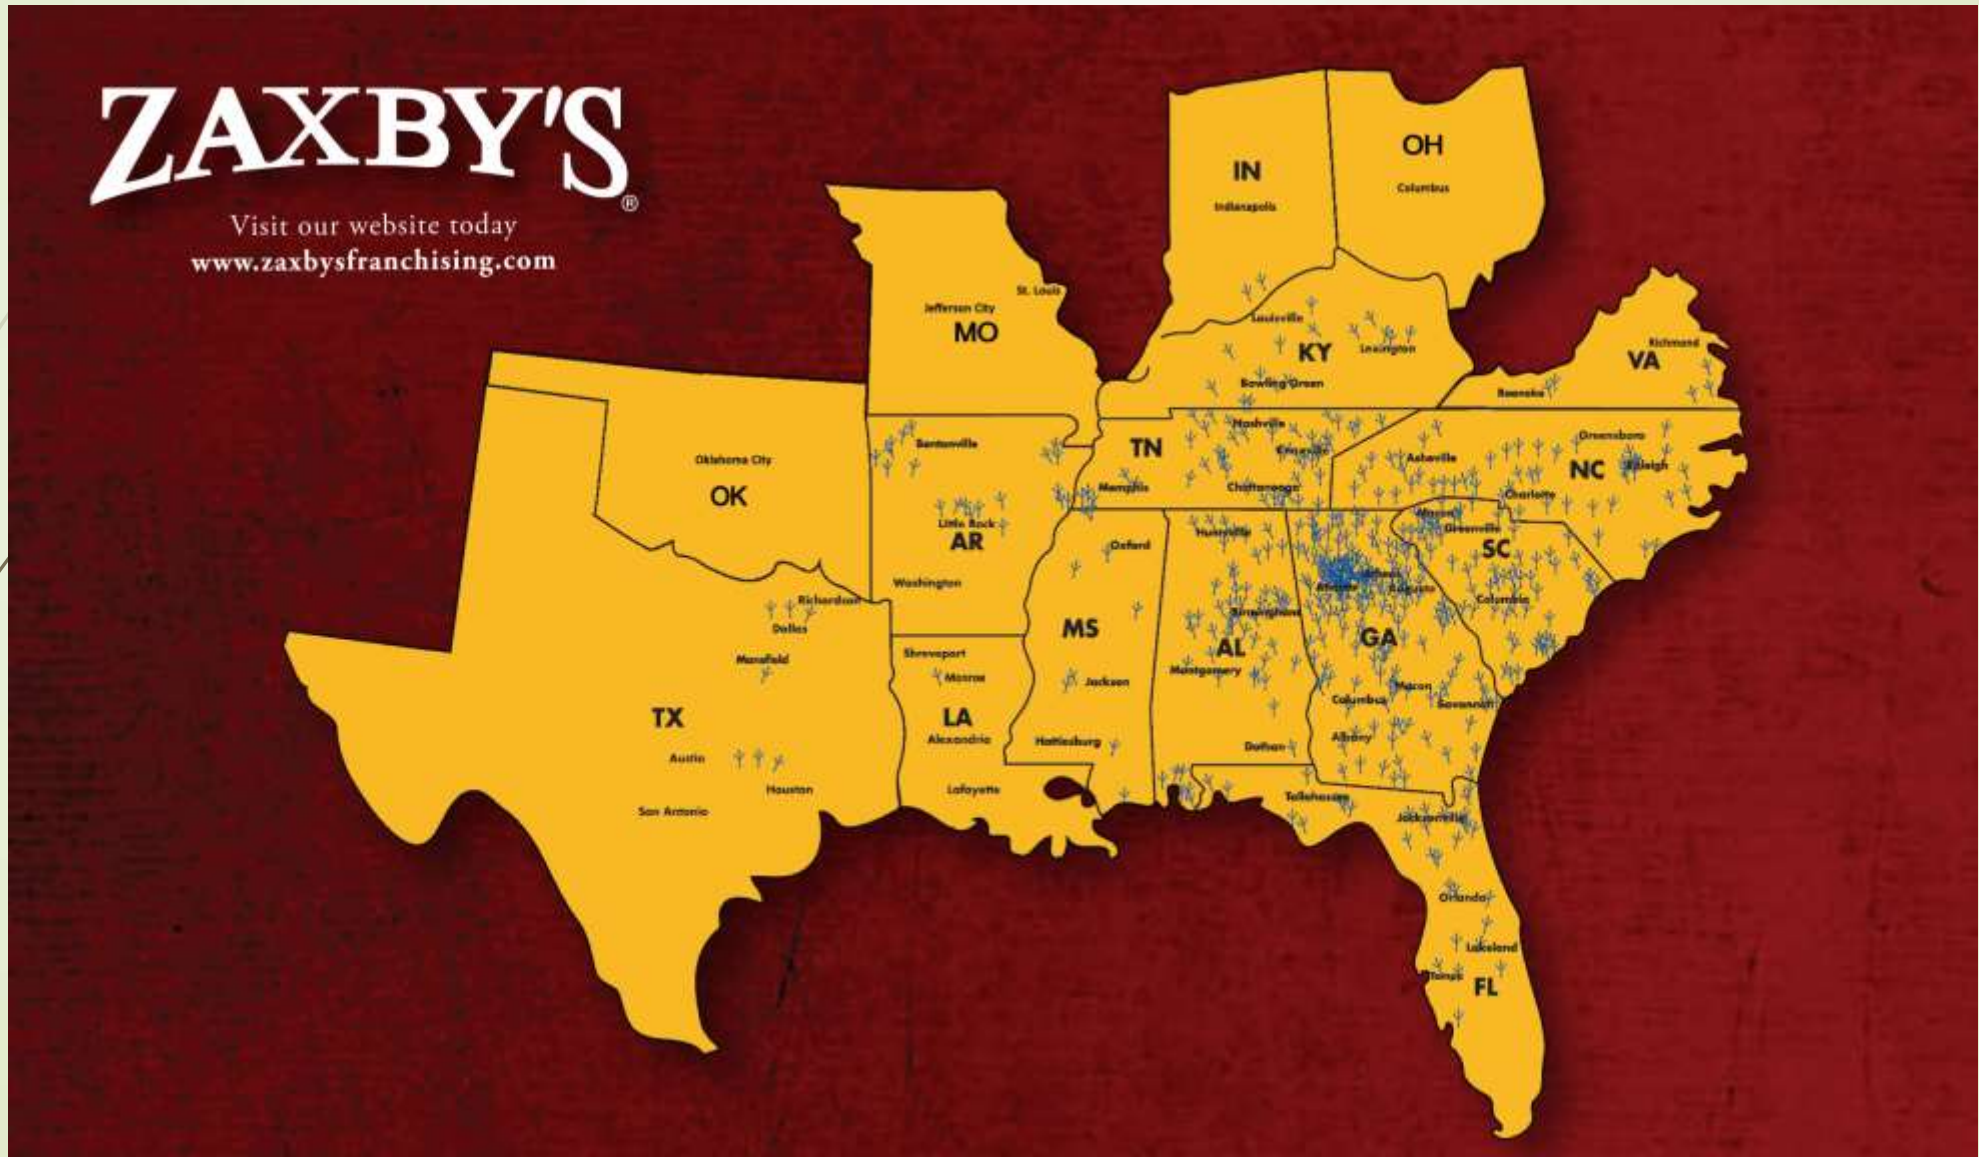 ZAXBY'S®
Visit our website today
www.zaxbysfranchising.com
IN
Indianapolis
OH
Columbus
St. Louis
Jefferson City
MO
Louisville
KY
Lexington
Bowling Green
Richmond
VA
Roanoke
Oklahoma City
OK
Bentonville
Little Rock
AR
Washington
Nashville
TN
Knoxville
Memphis
Chattanooga
Asheville
Greensboro
NC
Raleigh
Charlotte
Greenville
SC
Columbia
Oxford
MS
Jackson
Hattiesburg
Huntsville
Birmingham
AL
Montgomery
Dothan
Atlanta
Athens
Augusta
GA
Columbus
Macon
Savannah
Albany
Richardson
Dallas
Mansfield
TX
Austin
Houston
San Antonio
Shreveport
Monroe
LA
Alexandria
Lafayette
Tallahassee
Jacksonville
Orlando
Lakeland
Tampa
FL